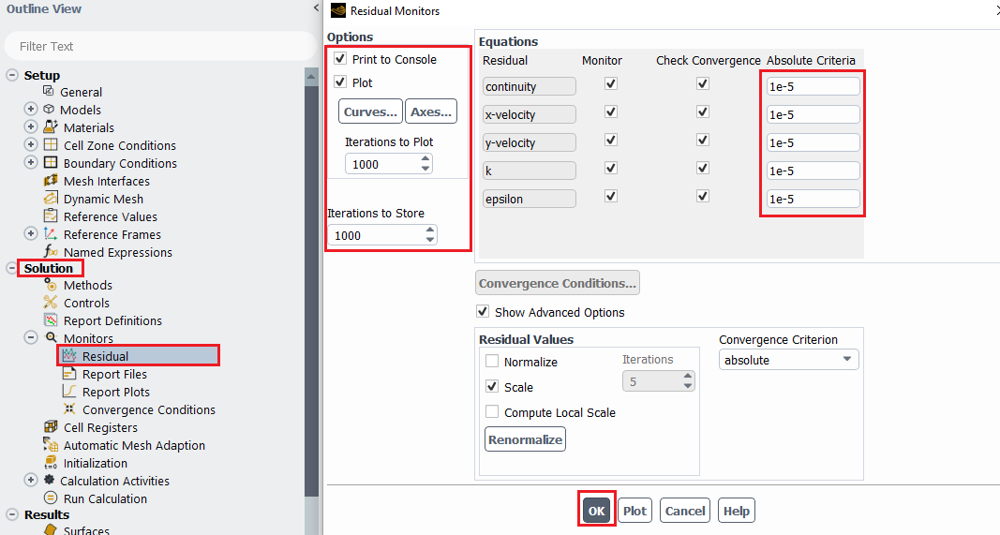 Outline View
Filter Text
Setup
General
Models
Materials
Cell Zone Conditions
Boundary Conditions
Mesh Interfaces
Dynamic Mesh
Reference Values
Reference Frames
Named Expressions
Solution
Methods
Controls
Report Definitions
Monitors
Residual
Report Files
Report Plots
Convergence Conditions
Cell Registers
Automatic Mesh Adaption
Initialization
Calculation Activities
Run Calculation
Results
Surfaces
Residual Monitors
Options
Print to Console
Plot
Curves... Axes...
Iterations to Plot
1000
Iterations to Store
1000
Equations
Residual Monitor Check Convergence Absolute Criteria
continuity 1e-5
x-velocity 1e-5
y-velocity 1e-5
k 1e-5
epsilon 1e-5
Convergence Conditions...
Show Advanced Options
Residual Values
Normalize
Iterations
Scale
5
Compute Local Scale
Renormalize
Convergence Criterion
absolute
OK Plot Cancel Help